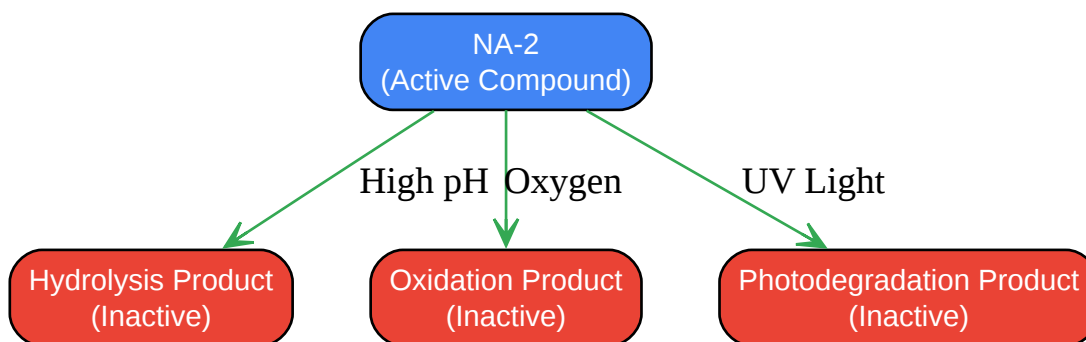 NA-2
(Active Compound)
High pH
Oxygen
UV Light
Hydrolysis Product
(Inactive)
Oxidation Product
(Inactive)
Photodegradation Product
(Inactive)